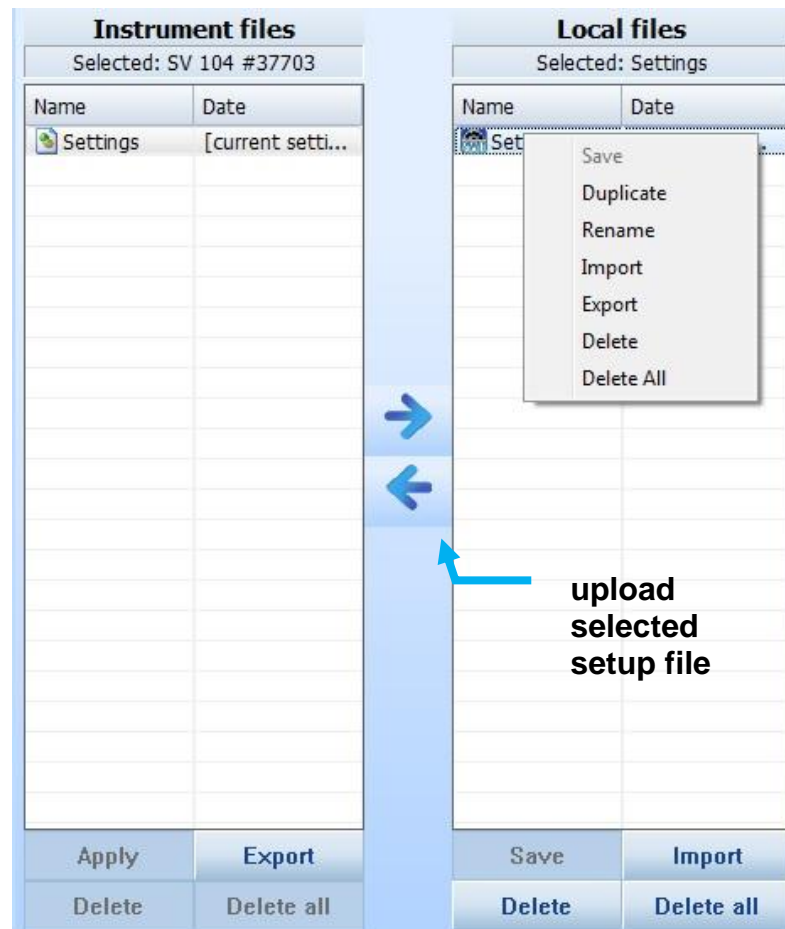 Instrument files
Selected: SV 104 #37703
Name Date
Settings [current setti...
Local files
Selected: Settings
Name Date
Set
Save
Duplicate
Rename
Import
Export
Delete
Delete All
upload
selected
setup file
Apply Export
Delete Delete all
Save Import
Delete Delete all